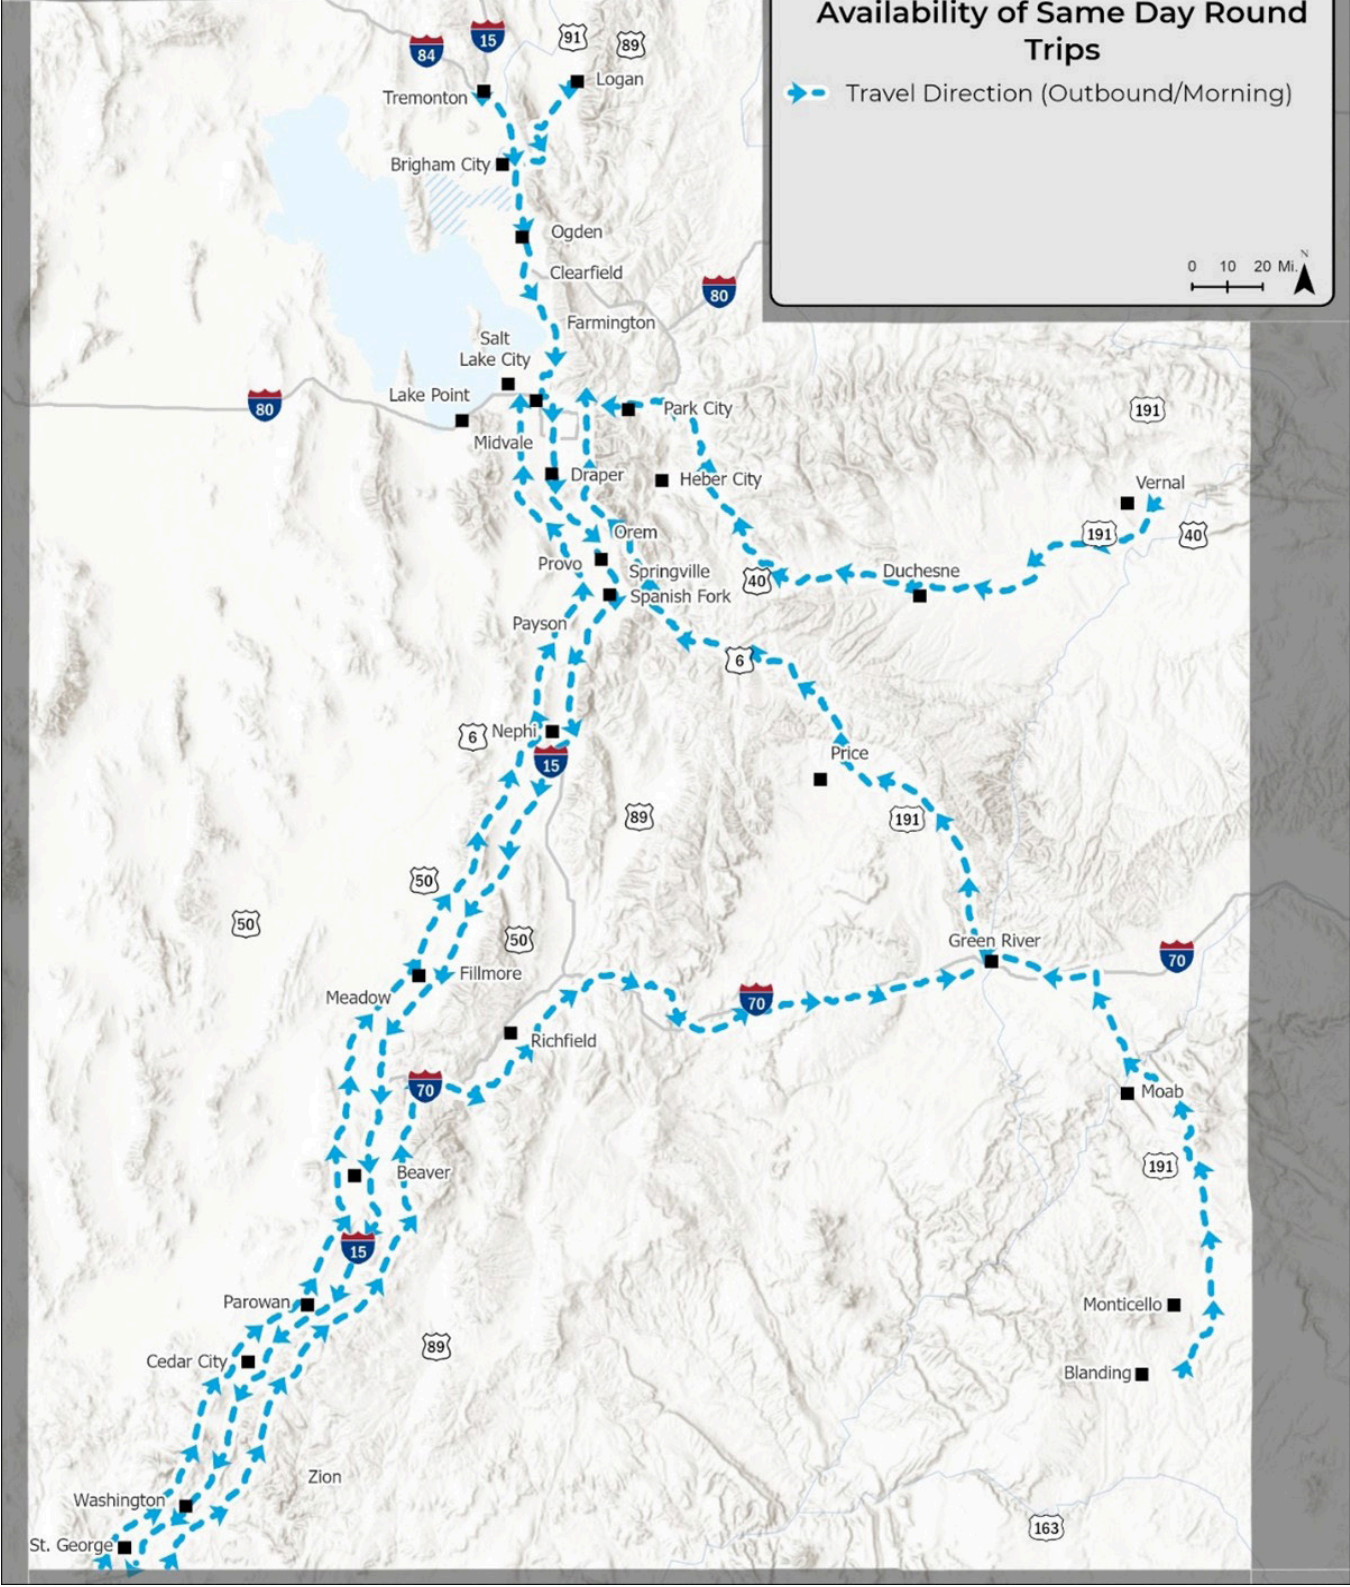 Availability of Same Day Round
Trips
Travel Direction (Outbound/Morning)
0 10 20 Mi.
N
84
15
91
89
Logan
Tremonton
Brigham City
Ogden
Clearfield
80
Farmington
Salt
Lake City
Lake Point
80
Park City
191
Midvale
Draper
Heber City
Vernal
Orem
191
40
Provo
Springville
40
Duchesne
Spanish Fork
Payson
6
6
Nephi
15
Price
89
191
50
50
50
Green River
70
Fillmore
Meadow
70
Richfield
70
Moab
Beaver
191
15
Parowan
Monticello
89
Cedar City
Blanding
Zion
Washington
163
St. George